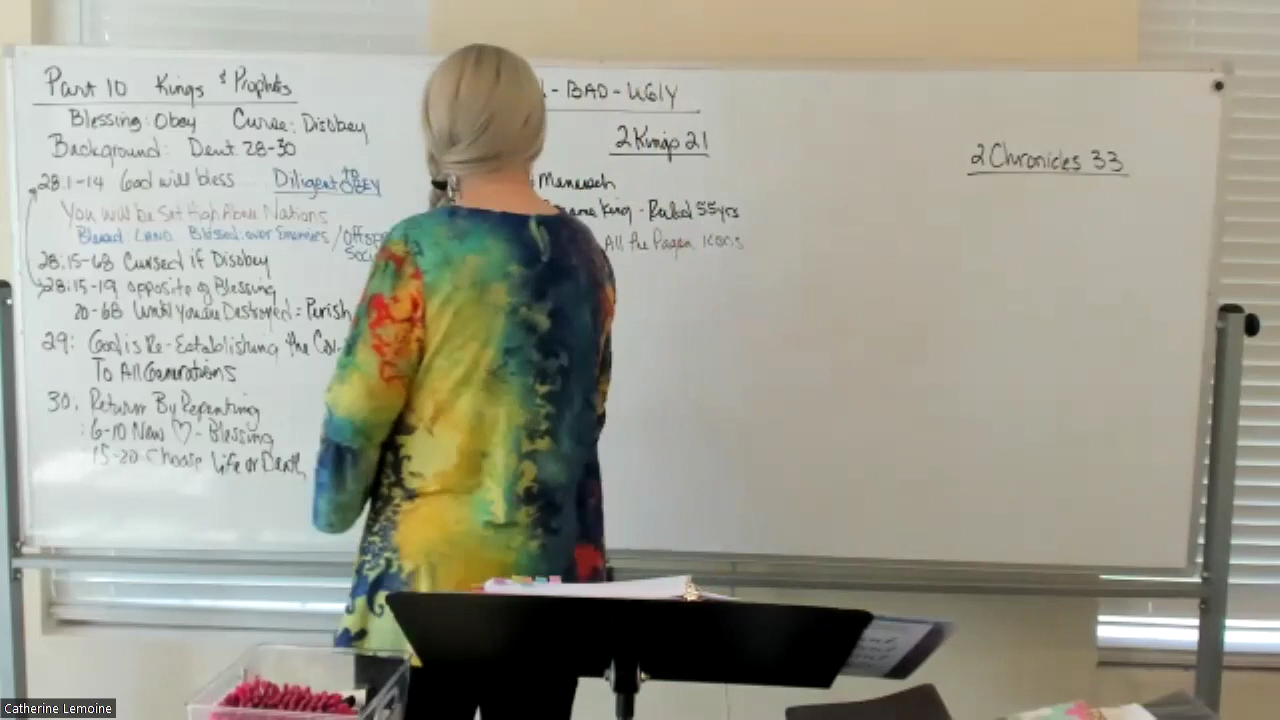 Part 10 Kings & Prophets
Blessing: Obey Curse: Disobey
Background: Deut. 28-30
28:1-14 God will bless Diligent to OBEY
You will be Set High Above Nations
Blessed LAND Blessed over Enemies /
28:15-68 Cursed if Disobey
28:15-19 opposite of Blessing
20-68 Until you are Destroyed = Perish
29: God is Re-Establishing the Cov
To All Generations
30. Return By Repenting
:6-10 New ♡ - Blessing
15-20 Choose Life or Death
- BAD - UGLY
2 Kings 21
Manasseh
King - Ruled 55yrs
All the Pagan Icons
2 Chronicles 33
Catherine Lemoine